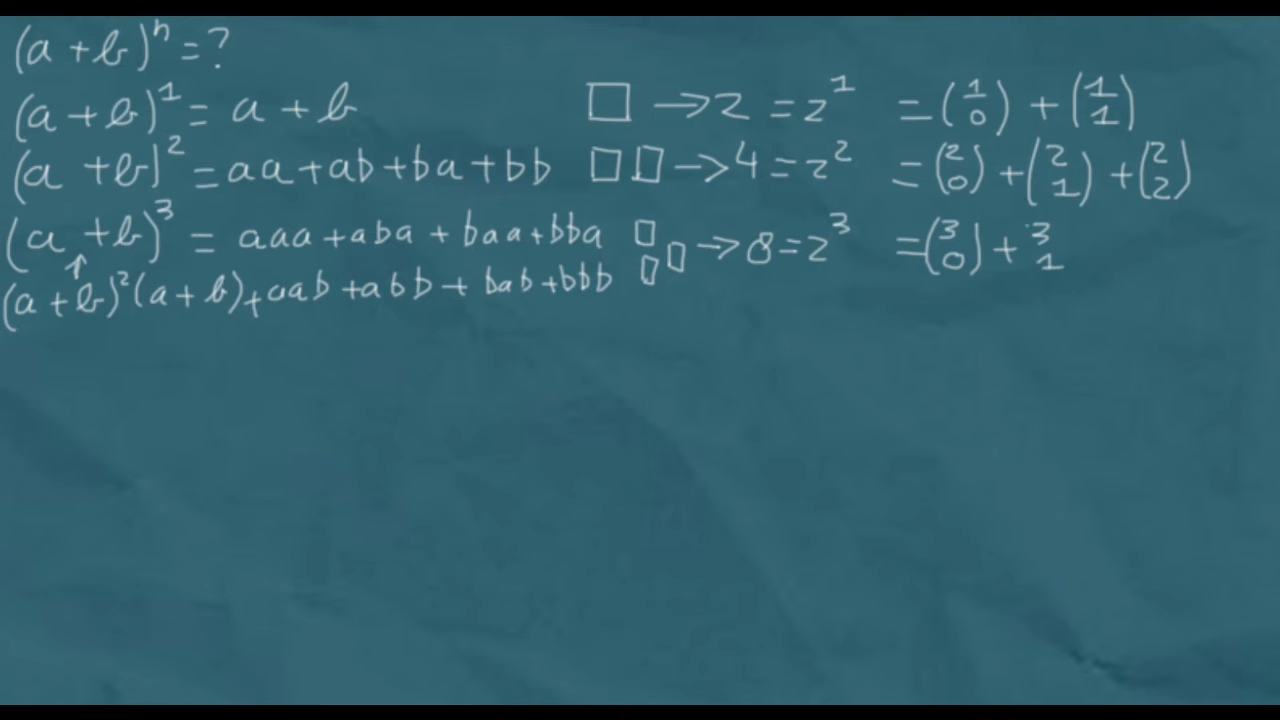 (a + b)^n = ?
(a + b)^1 = a + b □ → 2 = 2^1 = (1 0) + (1 1)
(a + b)^2 = aa + ab + ba + bb □□ → 4 = 2^2 = (2 0) + (2 1) + (2 2)
(a + b)^3 = aaa + aba + baa + bba □□□ → 8 = 2^3 = (3 0) + 3 1
↑
(a + b)^2 (a + b) + aab + abb + bab + bbb